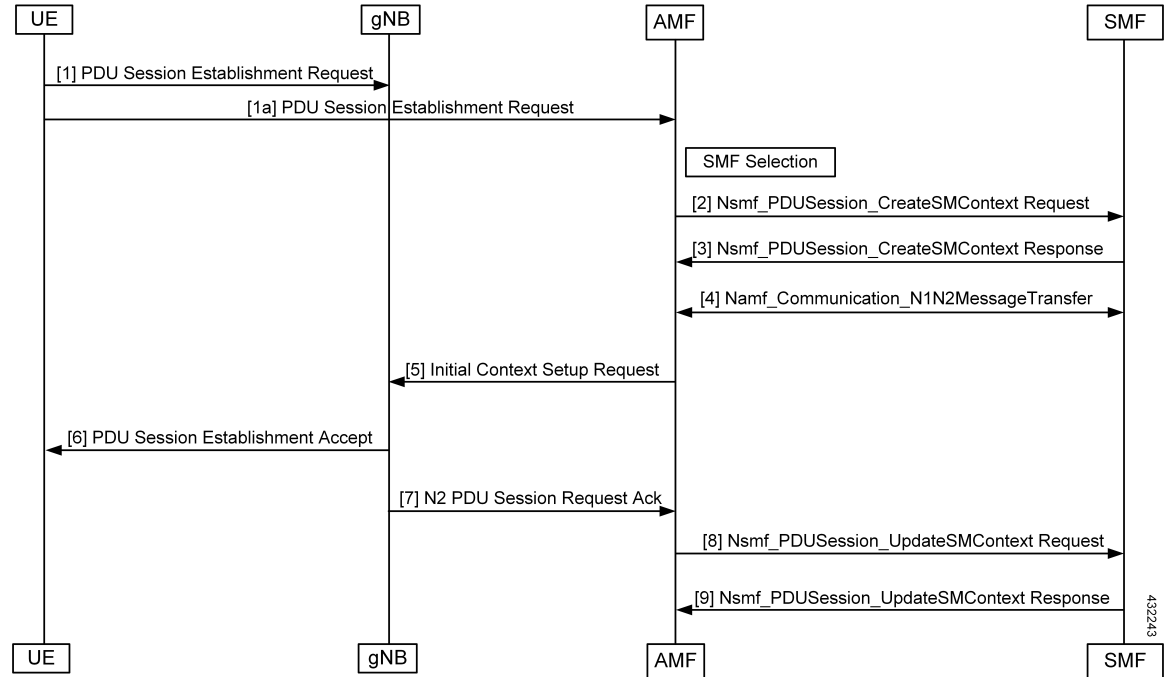 UE
gNB
AMF
SMF
[1] PDU Session Establishment Request
[1a] PDU Session Establishment Request
SMF Selection
[2] Nsmf_PDUSession_CreateSMContext Request
[3] Nsmf_PDUSession_CreateSMContext Response
[4] Namf_Communication_N1N2MessageTransfer
[5] Initial Context Setup Request
[6] PDU Session Establishment Accept
[7] N2 PDU Session Request Ack
[8] Nsmf_PDUSession_UpdateSMContext Request
[9] Nsmf_PDUSession_UpdateSMContext Response
432243
UE
gNB
AMF
SMF